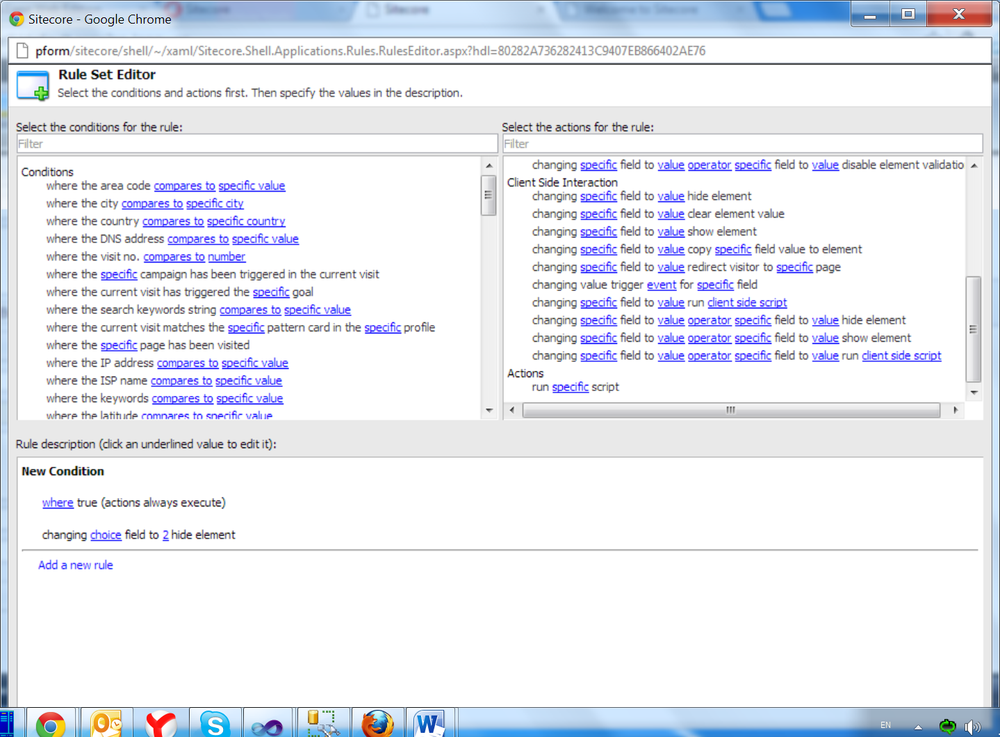 Sitecore
Sitecore
Welcome to Sitecore
Sitecore - Google Chrome
pform/sitecore/shell/~/xaml/Sitecore.Shell.Applications.Rules.RulesEditor.aspx?hdl=80282A736282413C9407EB866402AE76
Rule Set Editor
Select the conditions and actions first. Then specify the values in the description.
Select the conditions for the rule:
Filter
Conditions
where the area code compares to specific value
where the city compares to specific city
where the country compares to specific country
where the DNS address compares to specific value
where the visit no. compares to number
where the specific campaign has been triggered in the current visit
where the current visit has triggered the specific goal
where the search keywords string compares to specific value
where the current visit matches the specific pattern card in the specific profile
where the specific page has been visited
where the IP address compares to specific value
where the ISP name compares to specific value
where the keywords compares to specific value
where the latitude compares to specific value
Select the actions for the rule:
Filter
changing specific field to value operator specific field to value disable element validatio
Client Side Interaction
changing specific field to value hide element
changing specific field to value clear element value
changing specific field to value show element
changing specific field to value copy specific field value to element
changing specific field to value redirect visitor to specific page
changing value trigger event for specific field
changing specific field to value run client side script
changing specific field to value operator specific field to value hide element
changing specific field to value operator specific field to value show element
changing specific field to value operator specific field to value run client side script
Actions
run specific script
Rule description (click an underlined value to edit it):
New Condition
where true (actions always execute)
changing choice field to 2 hide element
Add a new rule
EN